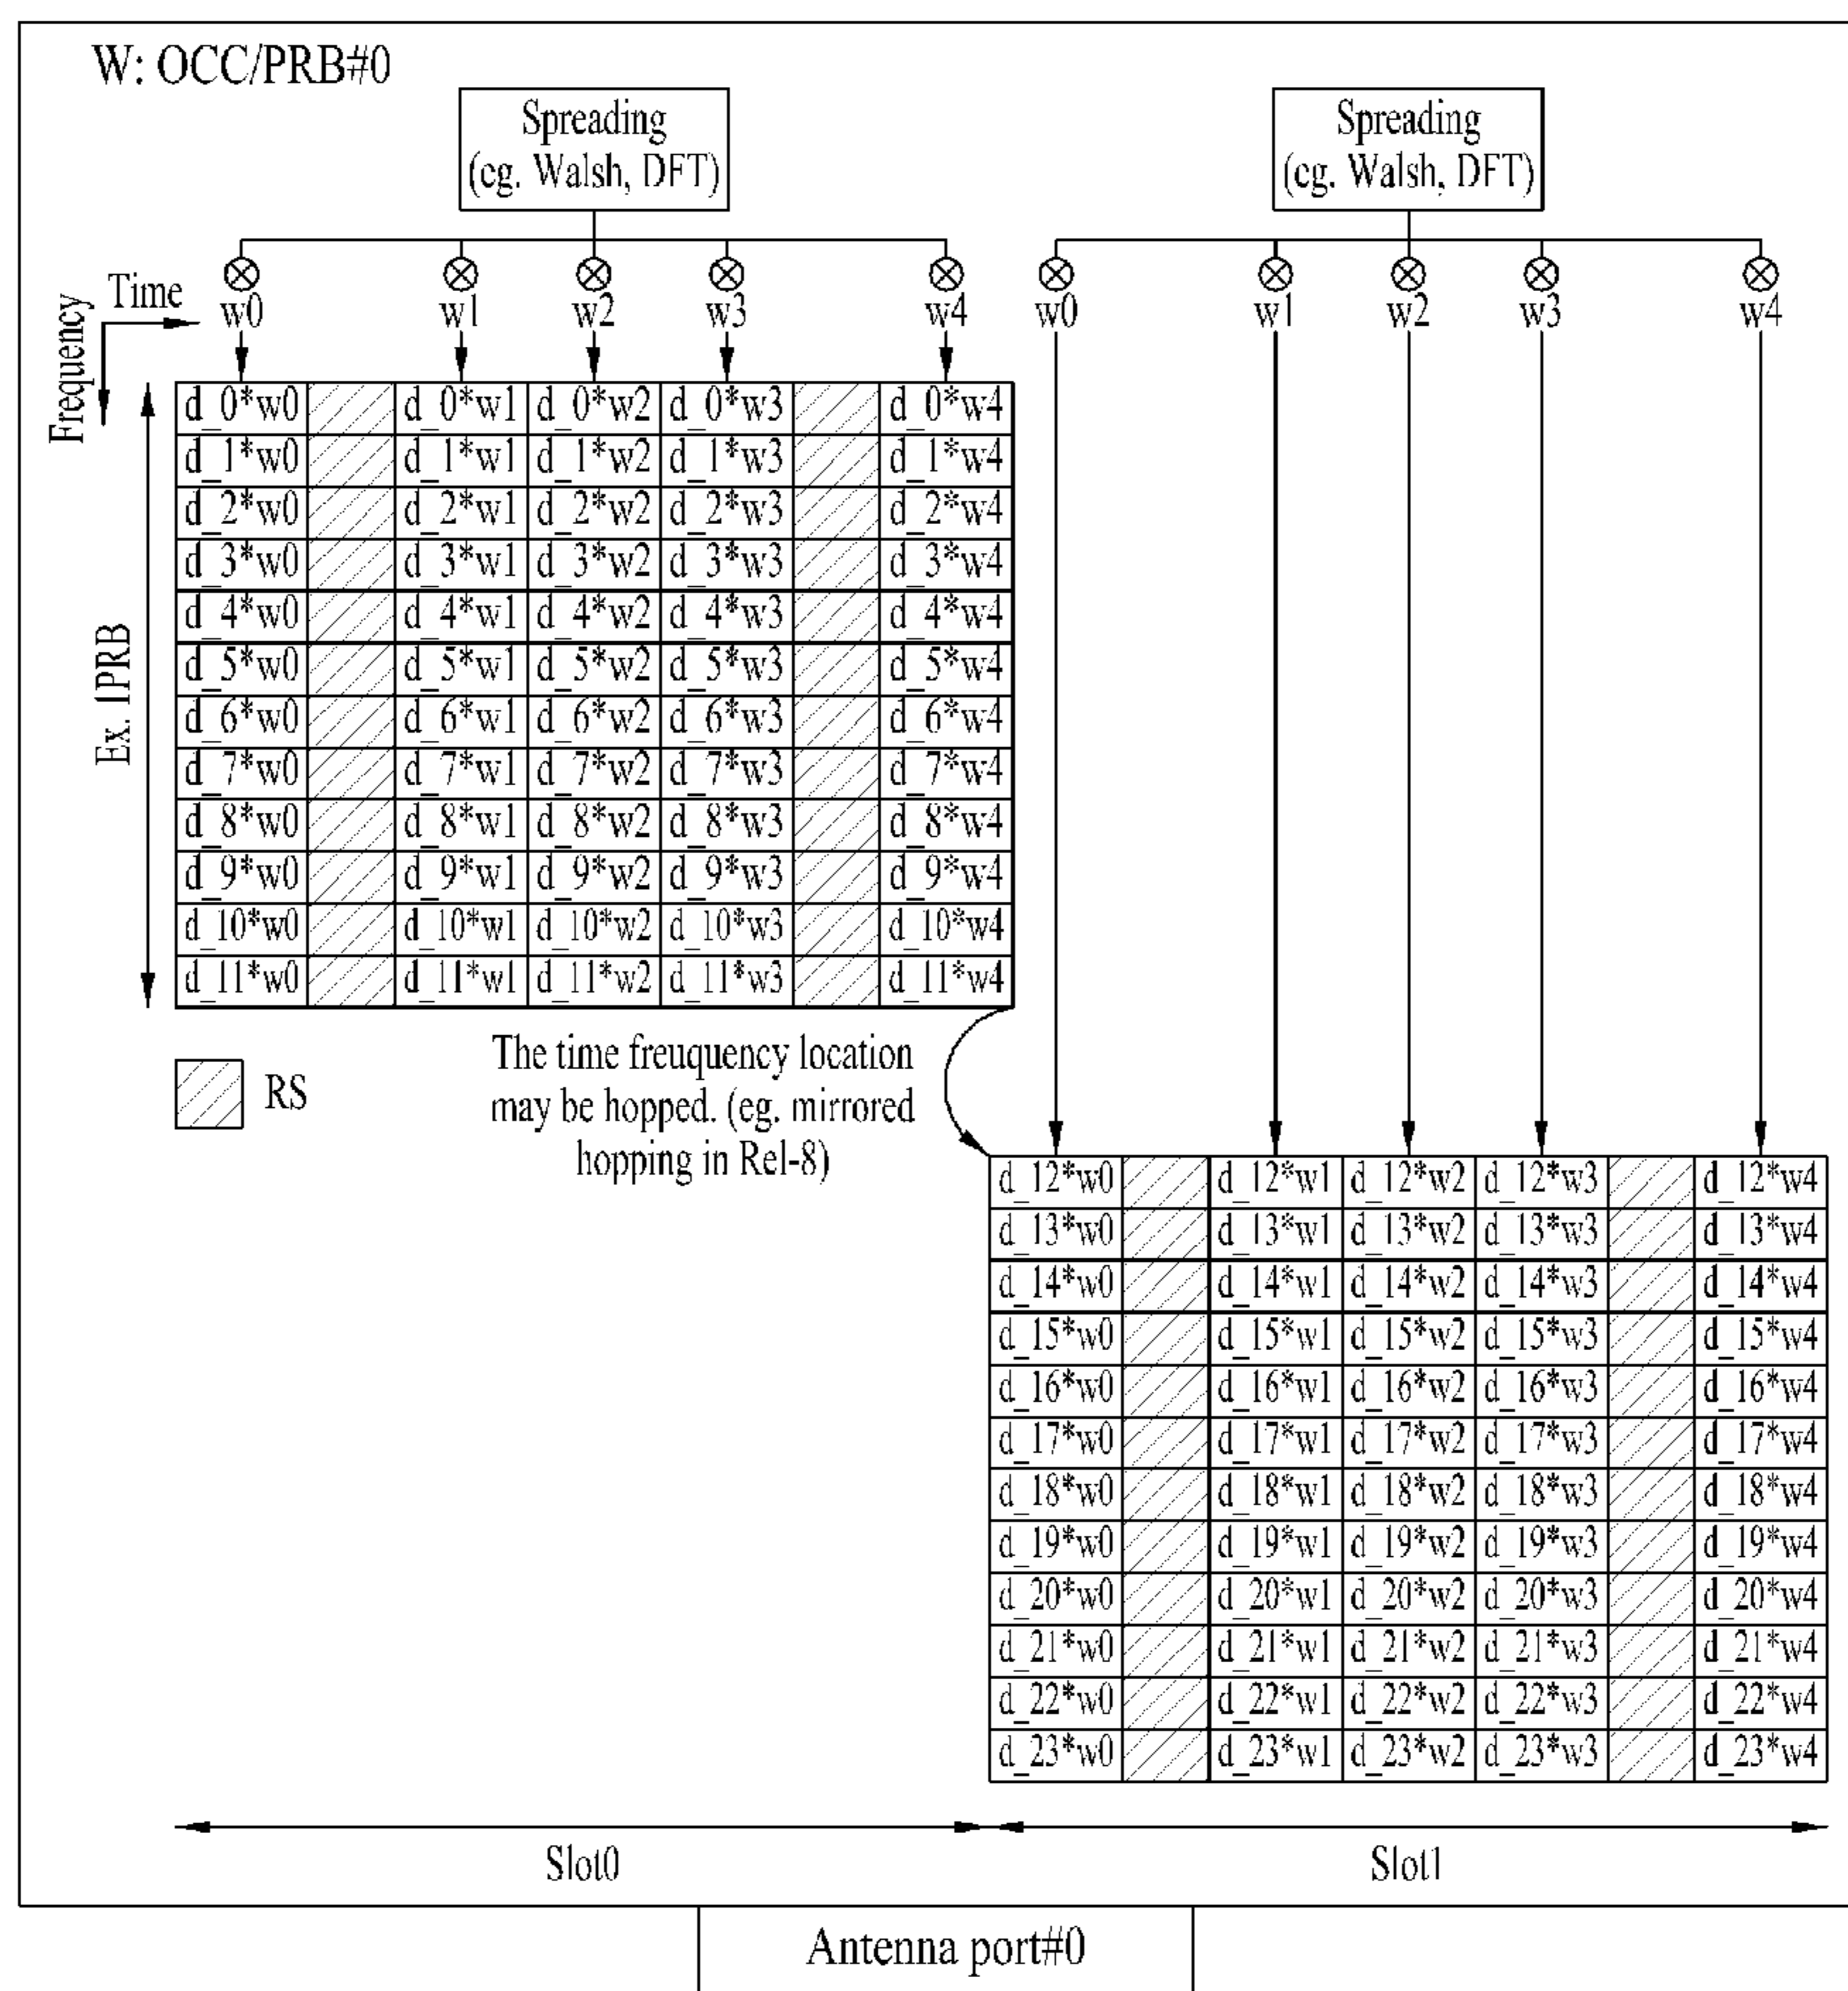 W: OCC/PRB#0
Spreading
(cg. Walsh, DFT)
Spreading
(cg. Walsh, DFT)
Time
Frequency
w0 w1 w2 w3 w4 w0 w1 w2 w3 w4
Ex. 1PRB
d_0*w0 d_0*w1 d_0*w2 d_0*w3 d_0*w4
d_1*w0 d_1*w1 d_1*w2 d_1*w3 d_1*w4
d_2*w0 d_2*w1 d_2*w2 d_2*w3 d_2*w4
d_3*w0 d_3*w1 d_3*w2 d_3*w3 d_3*w4
d_4*w0 d_4*w1 d_4*w2 d_4*w3 d_4*w4
d_5*w0 d_5*w1 d_5*w2 d_5*w3 d_5*w4
d_6*w0 d_6*w1 d_6*w2 d_6*w3 d_6*w4
d_7*w0 d_7*w1 d_7*w2 d_7*w3 d_7*w4
d_8*w0 d_8*w1 d_8*w2 d_8*w3 d_8*w4
d_9*w0 d_9*w1 d_9*w2 d_9*w3 d_9*w4
d_10*w0 d_10*w1 d_10*w2 d_10*w3 d_10*w4
d_11*w0 d_11*w1 d_11*w2 d_11*w3 d_11*w4
RS
The time freuquency location
may be hopped. (eg. mirrored
hopping in Rel-8)
d_12*w0 d_12*w1 d_12*w2 d_12*w3 d_12*w4
d_13*w0 d_13*w1 d_13*w2 d_13*w3 d_13*w4
d_14*w0 d_14*w1 d_14*w2 d_14*w3 d_14*w4
d_15*w0 d_15*w1 d_15*w2 d_15*w3 d_15*w4
d_16*w0 d_16*w1 d_16*w2 d_16*w3 d_16*w4
d_17*w0 d_17*w1 d_17*w2 d_17*w3 d_17*w4
d_18*w0 d_18*w1 d_18*w2 d_18*w3 d_18*w4
d_19*w0 d_19*w1 d_19*w2 d_19*w3 d_19*w4
d_20*w0 d_20*w1 d_20*w2 d_20*w3 d_20*w4
d_21*w0 d_21*w1 d_21*w2 d_21*w3 d_21*w4
d_22*w0 d_22*w1 d_22*w2 d_22*w3 d_22*w4
d_23*w0 d_23*w1 d_23*w2 d_23*w3 d_23*w4
Slot0 Slot1
Antenna port#0